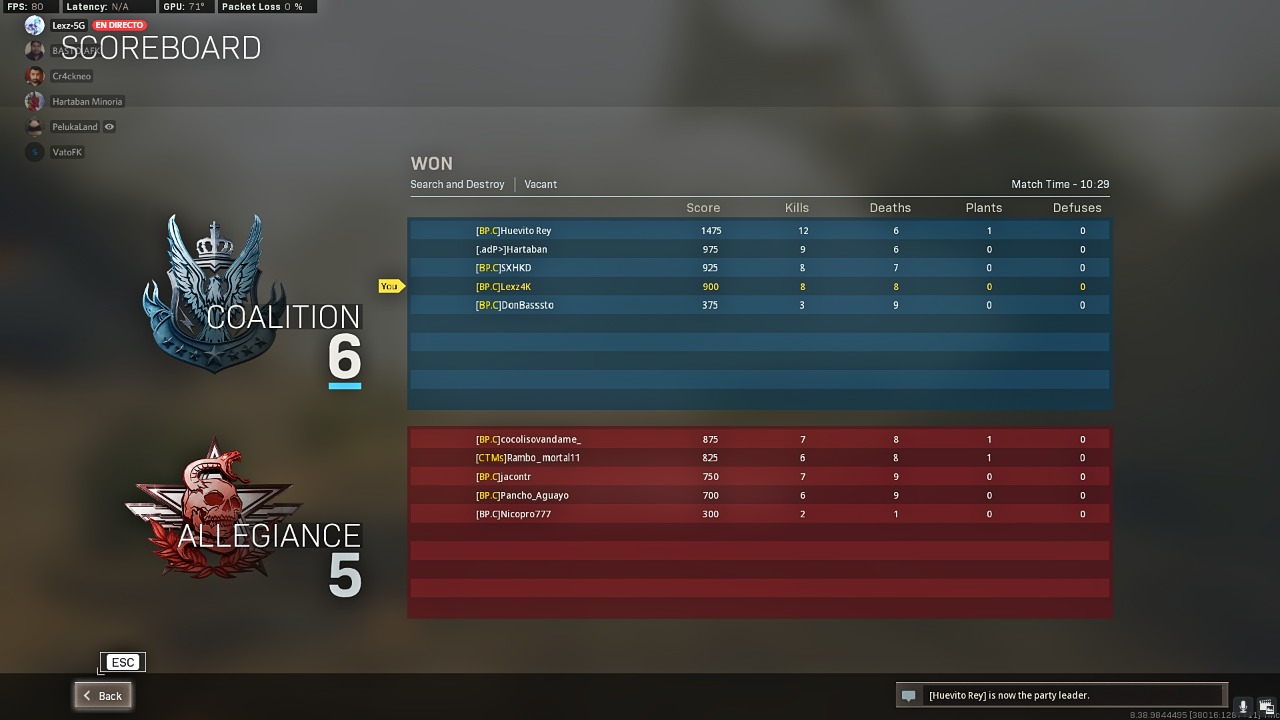 FPS: 80 Latency: N/A GPU: 71° Packet Loss 0 %
Lexz-5G EN DIRECTO
SCOREBOARD
Cr4ckneo
Hartaban Minoria
PelukaLand
VatoFK
WON
Search and Destroy | Vacant Match Time - 10:29
Score Kills Deaths Plants Defuses
[BP.C]Huevito Rey 1475 12 6 1 0
[.adP>]Hartaban 975 9 6 0 0
[BP.C]SXHKD 925 8 7 0 0
You [BP.C]Lexz4K 900 8 8 0 0
[BP.C]DonBasssto 375 3 9 0 0
COALITION
6
[BP.C]cocolisovandame_ 875 7 8 1 0
[CTMs]Rambo_mortal11 825 6 8 1 0
[BP.C]jacontr 750 7 9 0 0
[BP.C]Pancho_Aguayo 700 6 9 0 0
[BP.C]Nicopro777 300 2 1 0 0
ALLEGIANCE
5
ESC
Back
[Huevito Rey] is now the party leader.